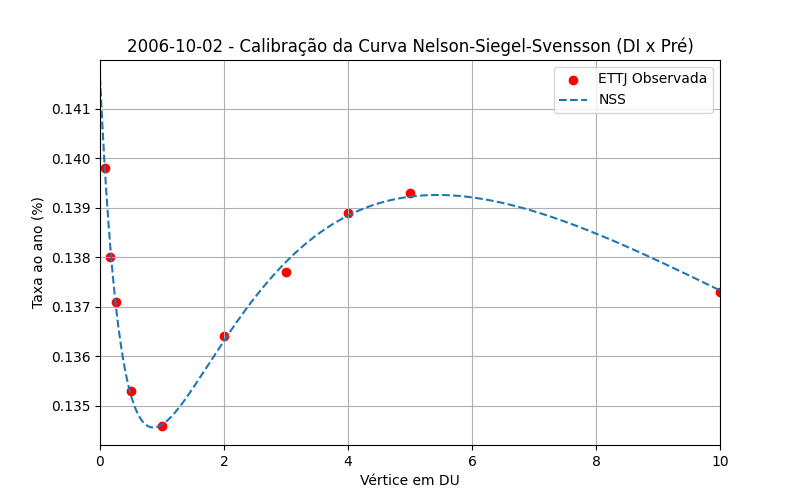 2006-10-02 - Calibração da Curva Nelson-Siegel-Svensson (DI x Pré)
ETTJ Observada
NSS
Taxa ao ano (%)
0.141
0.140
0.139
0.138
0.137
0.136
0.135
0 2 4 6 8 10
Vértice em DU